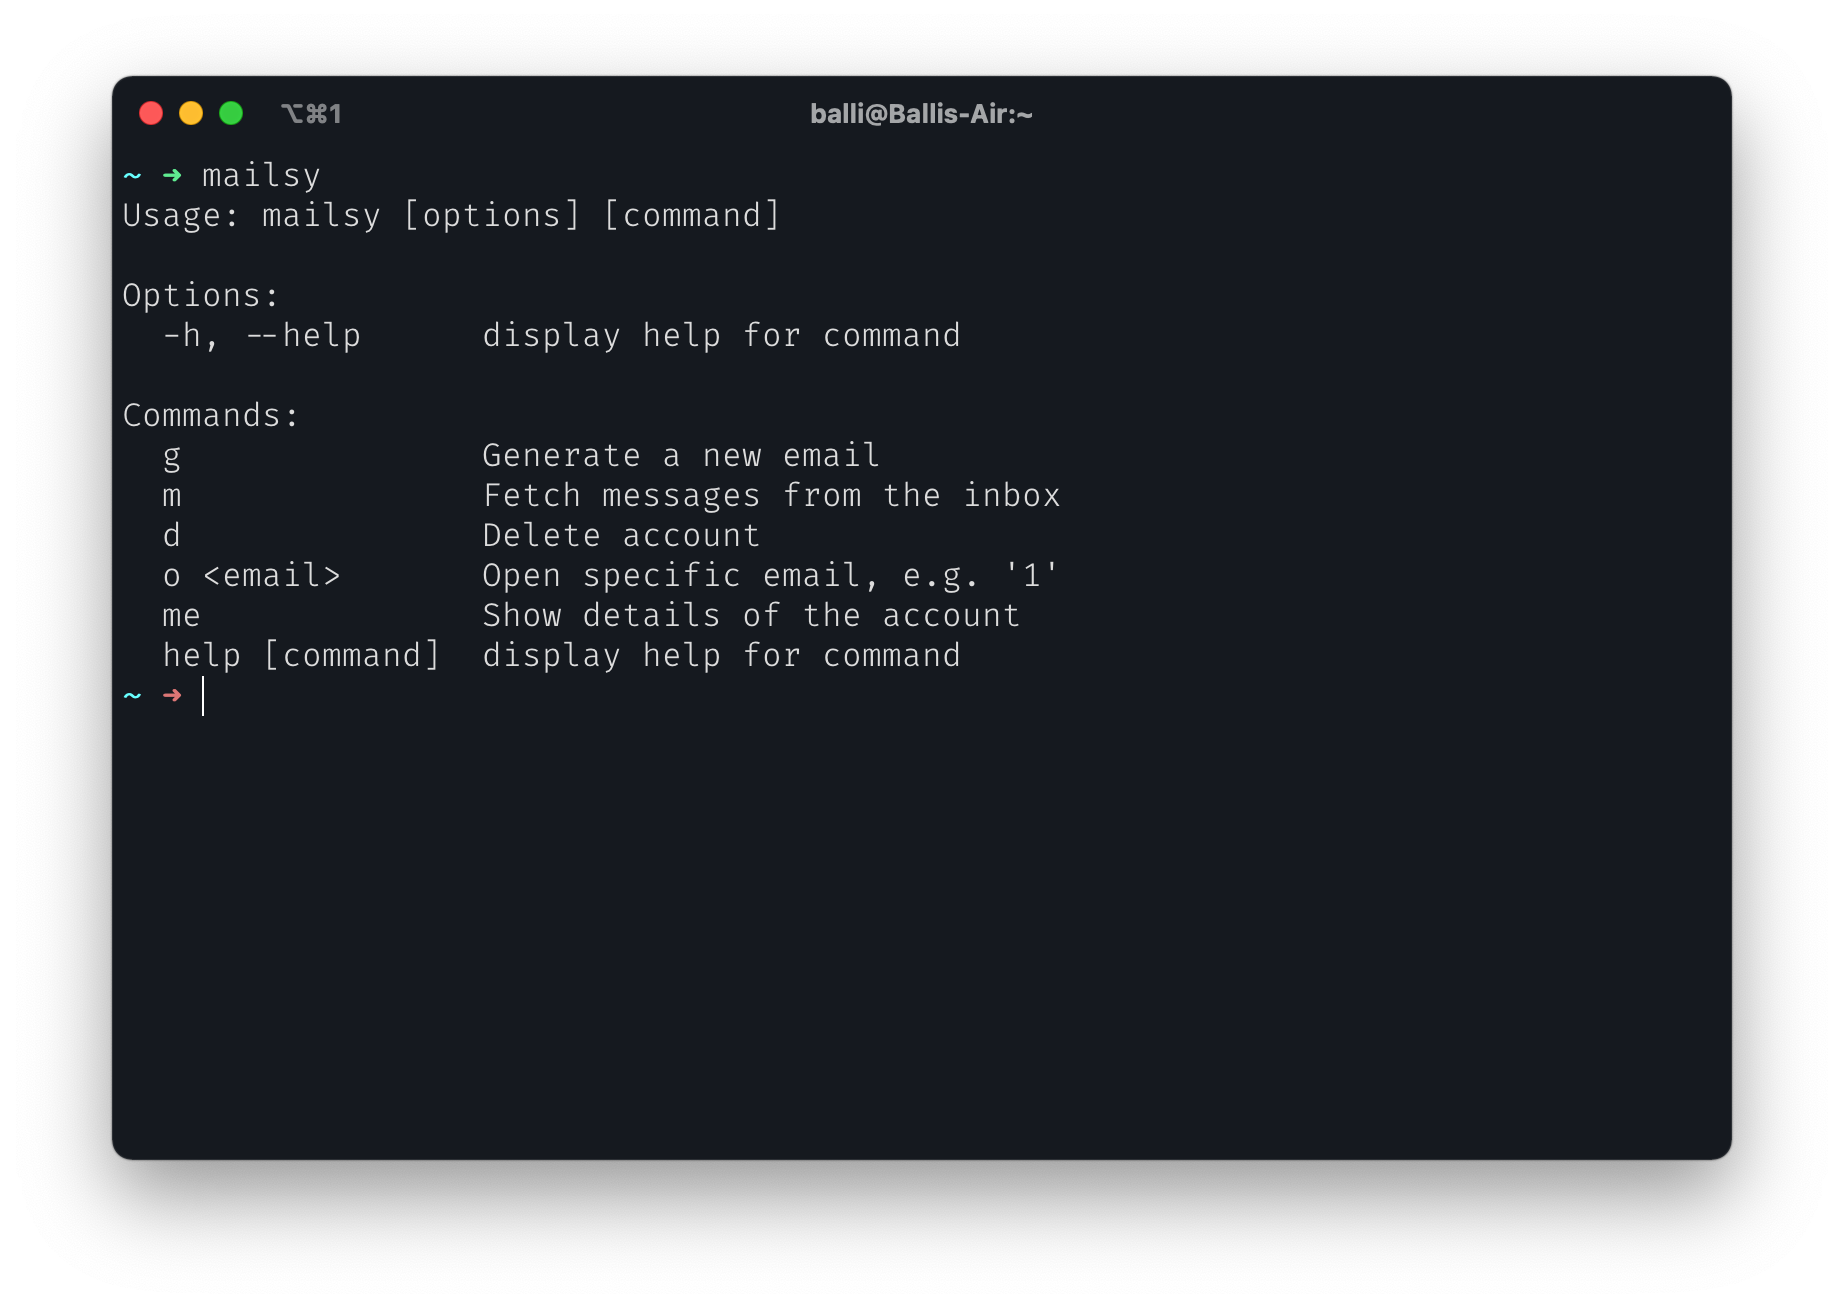 ⌥⌘1
balli@Ballis-Air:~
~ ➜ mailsy
Usage: mailsy [options] [command]
Options:
  -h, --help      display help for command
Commands:
  g               Generate a new email
  m               Fetch messages from the inbox
  d               Delete account
  o <email>       Open specific email, e.g. '1'
  me              Show details of the account
  help [command]  display help for command
~ ➜